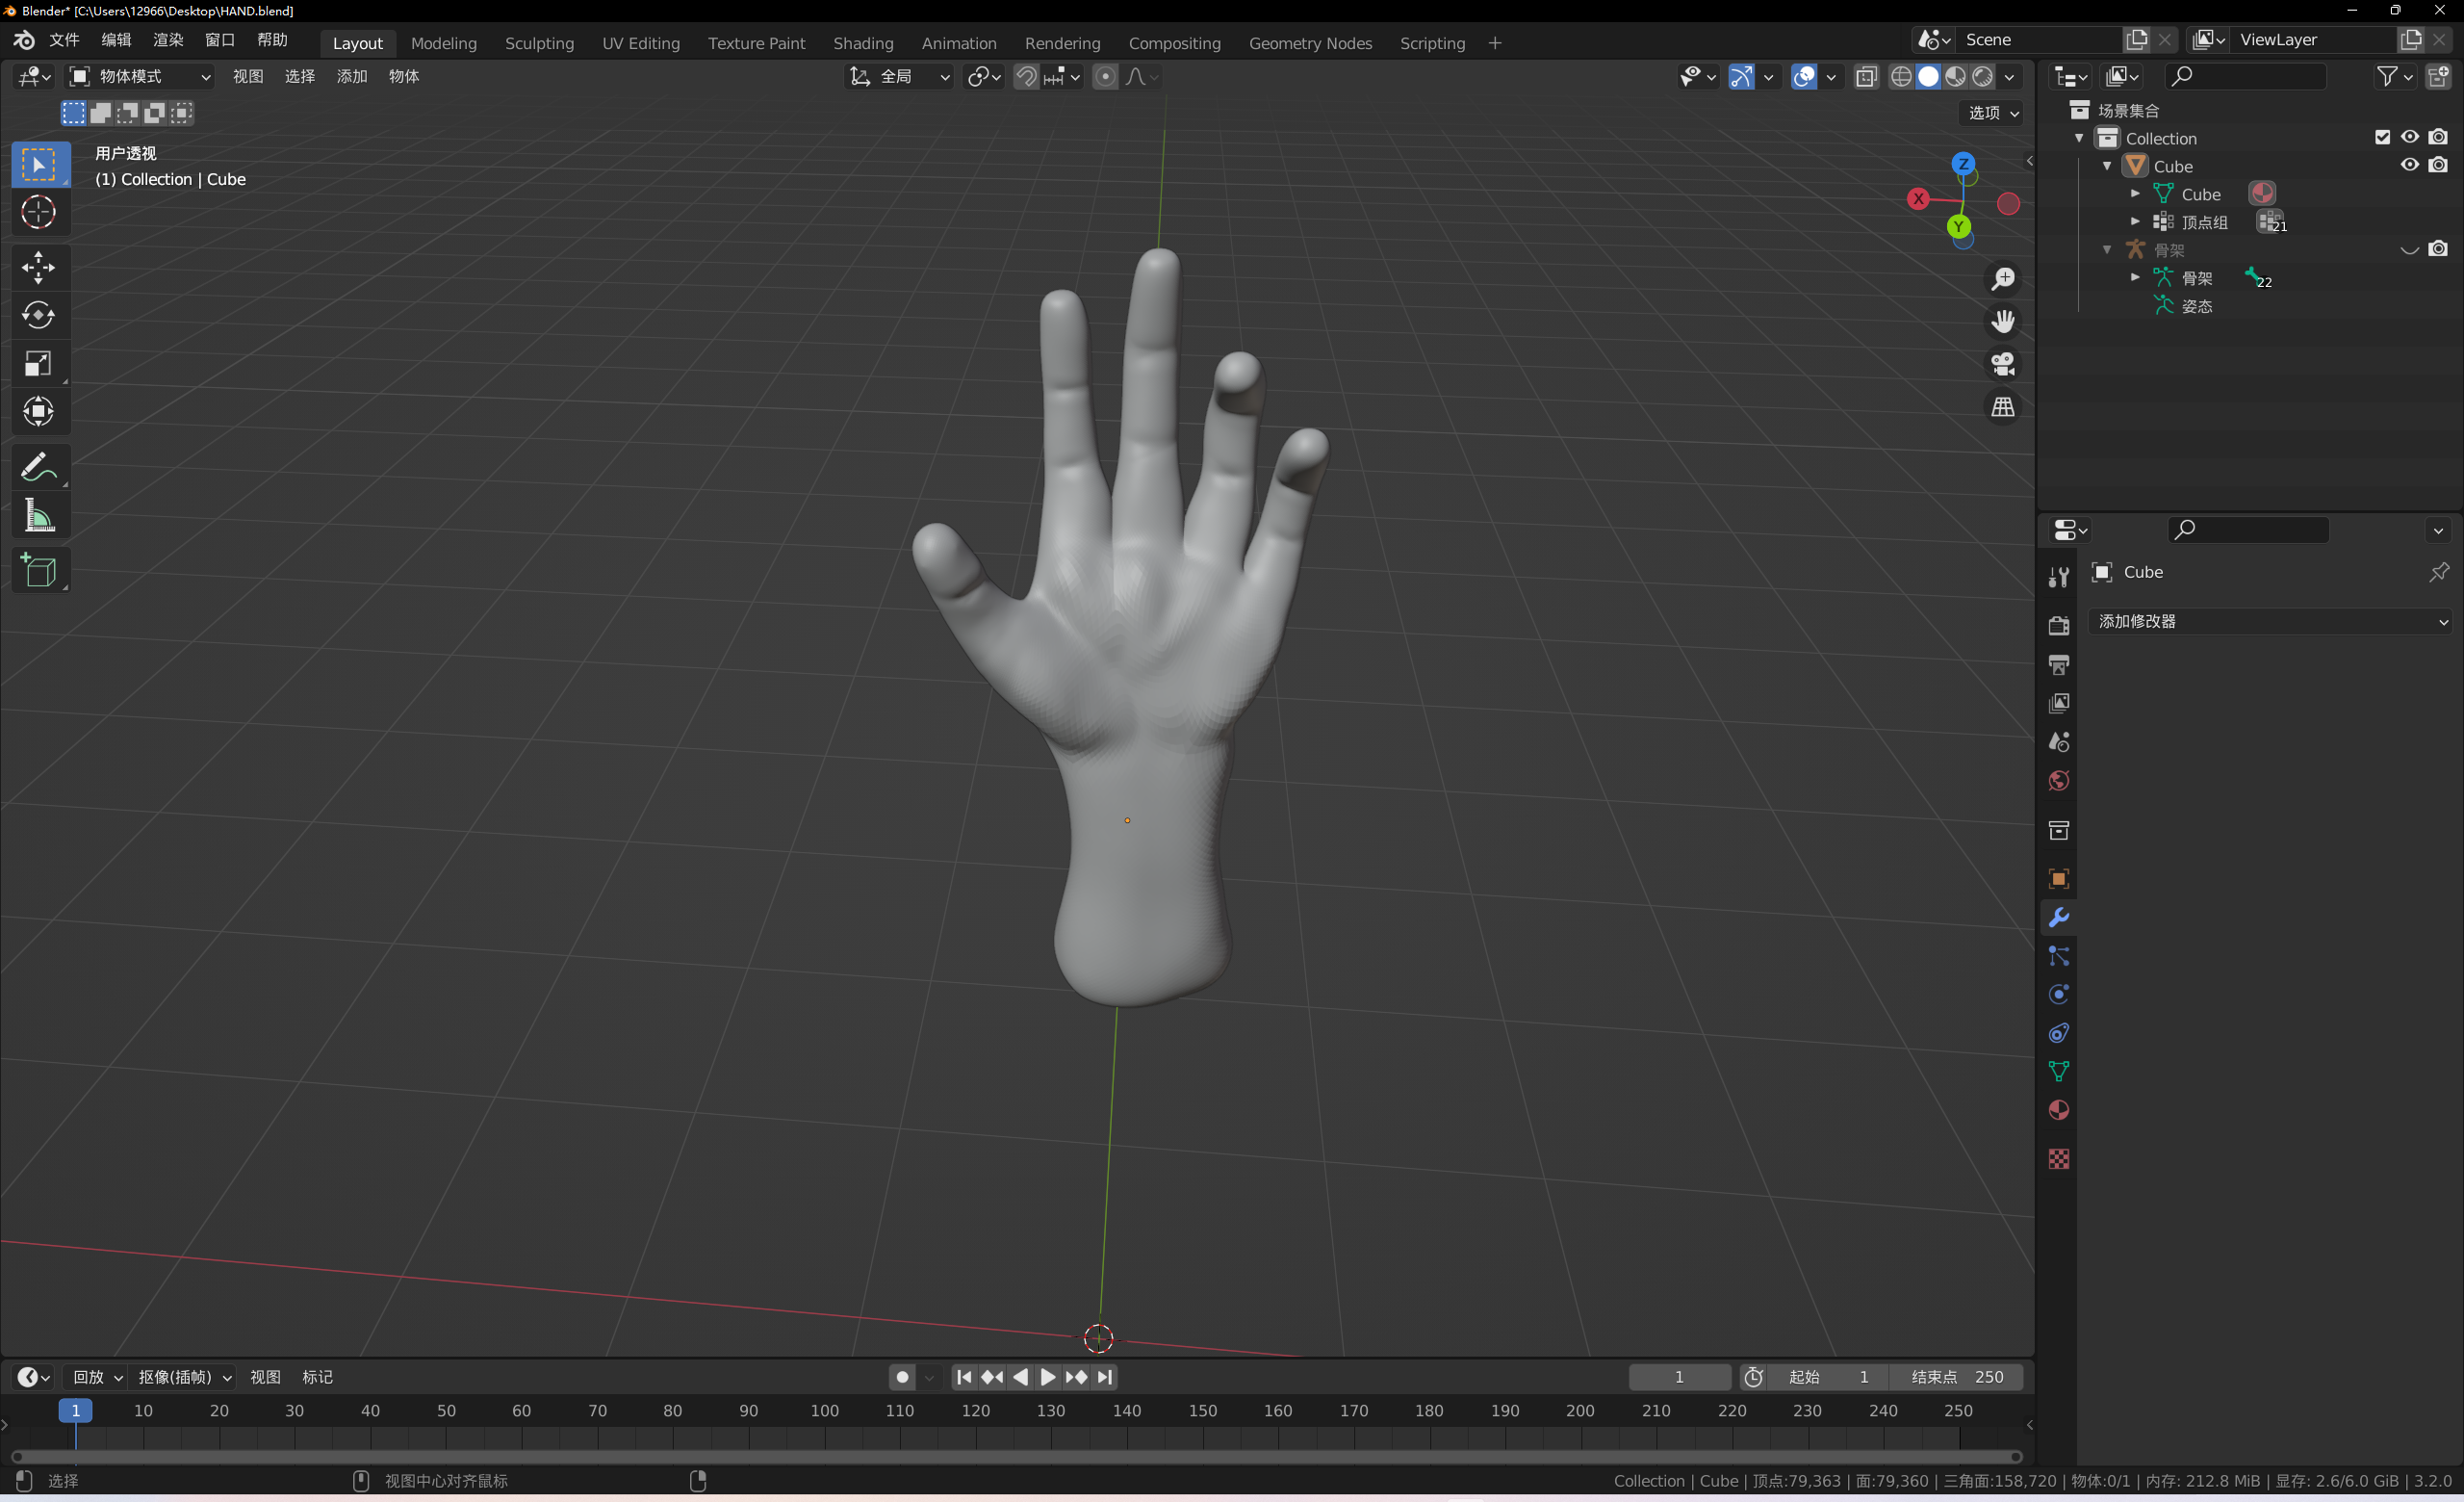 Blender* [C:\Users\12966\Desktop\HAND.blend]
文件 编辑 渲染 窗口 帮助 Layout Modeling Sculpting UV Editing Texture Paint Shading Animation Rendering Compositing Geometry Nodes Scripting + Scene ViewLayer
物体模式 视图 选择 添加 物体 全局
选项
用户透视
(1) Collection | Cube
Z
X
Y
场景集合
Collection
Cube
Cube
顶点组 21
骨架
骨架 22
姿态
Cube
添加修改器
回放 抠像(插帧) 视图 标记 1 起始 1 结束点 250
1 10 20 30 40 50 60 70 80 90 100 110 120 130 140 150 160 170 180 190 200 210 220 230 240 250
选择 视图中心对齐鼠标 Collection | Cube | 顶点:79,363 | 面:79,360 | 三角面:158,720 | 物体:0/1 | 内存: 212.8 MiB | 显存: 2.6/6.0 GiB | 3.2.0